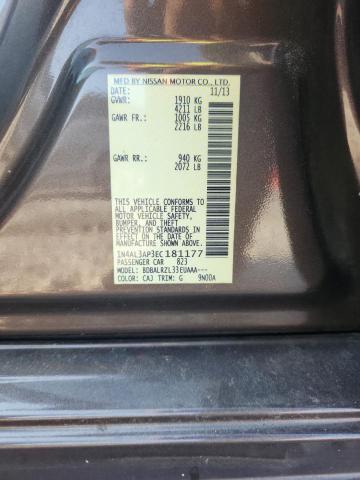 MFD BY NISSAN MOTOR CO., LTD.
DATE: 11/13
GVWR: 1910 KG
4211 LB
GAWR FR.: 1005 KG
2216 LB
GAWR RR. 940 KG
2072 LB
THIS VEHICLE CONFORMS TO
ALL APPLICABLE FEDERAL
MOTOR VEHICLE SAFETY,
BUMPER, AND THEFT
PREVENTION STANDARDS IN
EFFECT ON THE DATE OF
MANUFACTURE SHOWN ABOVE.
1N4AL3AP3EC181177
PASSENGER CAR 823
MODEL: BDBALRZL33EUAAA---
COLOR: CAJ TRIM: G 9N00A